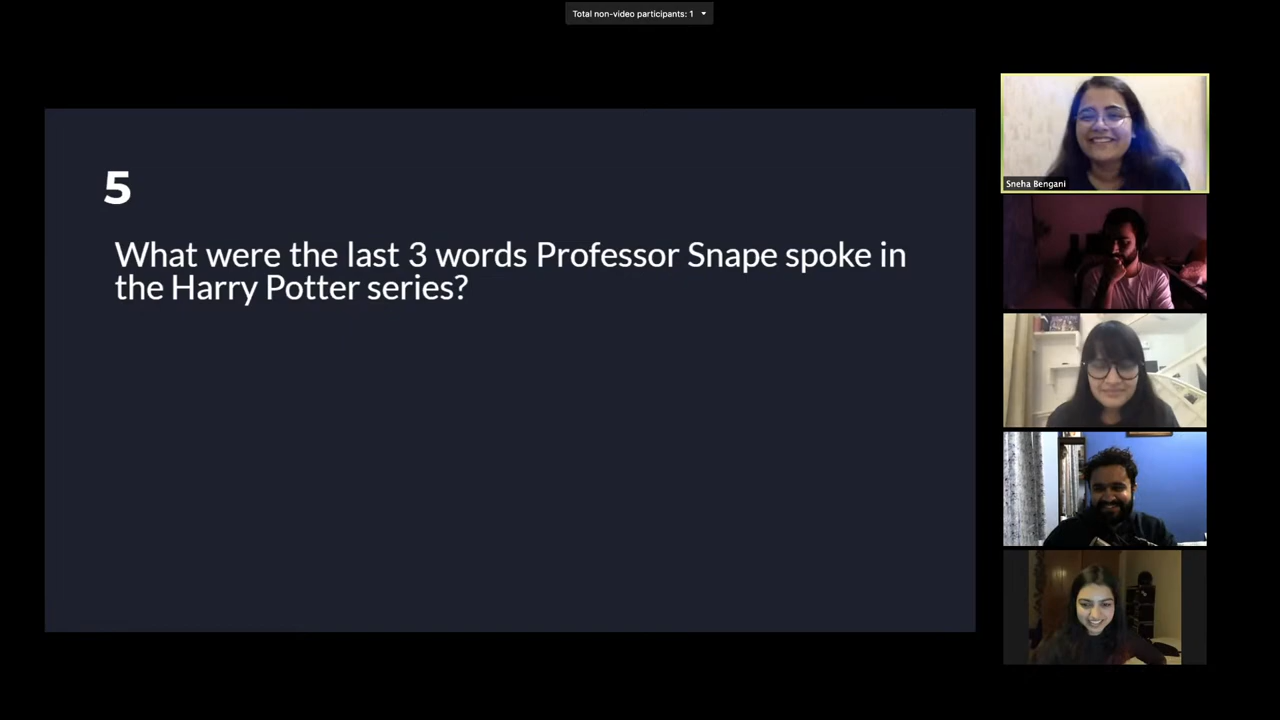 Total non-video participants: 1
5
What were the last 3 words Professor Snape spoke in
the Harry Potter series?
Sneha Bengani